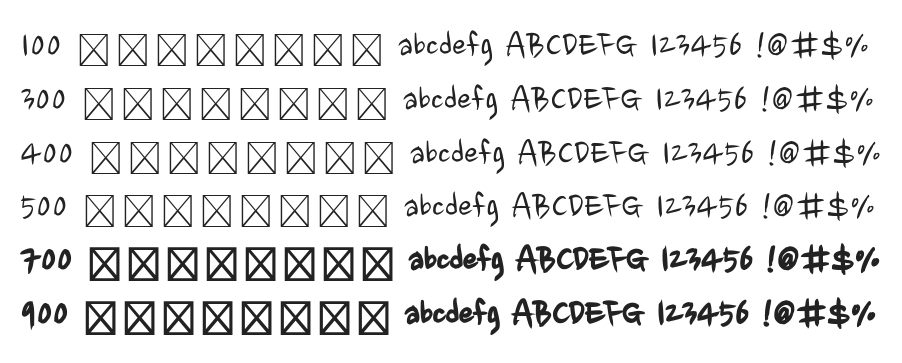 100 abcdefg ABCDEFG 123456 !@#$%
300 abcdefg ABCDEFG 123456 !@#$%
400 abcdefg ABCDEFG 123456 !@#$%
500 abcdefg ABCDEFG 123456 !@#$%
700 abcdefg ABCDEFG 123456 !@#$%
900 abcdefg ABCDEFG 123456 !@#$%